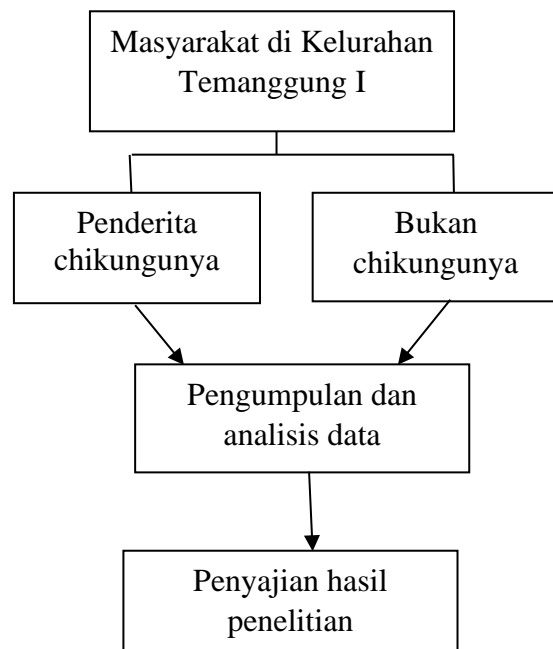 Masyarakat di Kelurahan
Temanggung I
Penderita
chikungunya
Bukan
chikungunya
Pengumpulan dan
analisis data
Penyajian hasil
penelitian